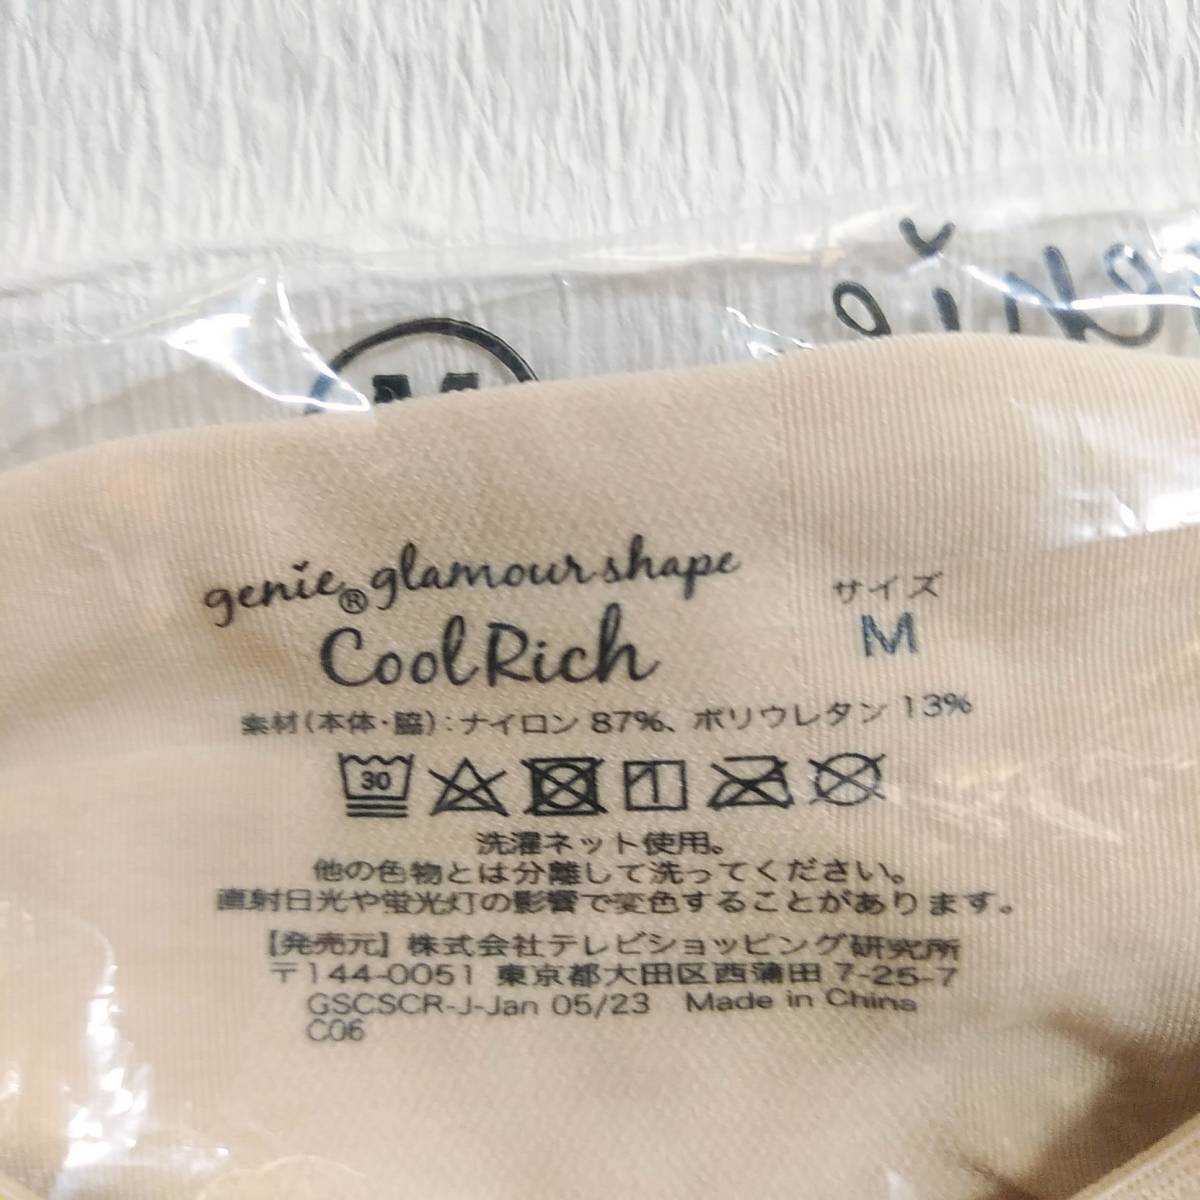 genie® glamour shape
Cool Rich
サイズ
M
素材(本体・脇):ナイロン 87%、ポリウレタン 13%
30
1
洗濯ネット使用。
他の色物とは分離して洗ってください。
直射日光や蛍光灯の影響で変色することがあります。
【発売元】株式会社テレビショッピング研究所
〒144-0051 東京都大田区西蒲田 7-25-7
GSCSCR-J-Jan 05/23 Made in China
C06